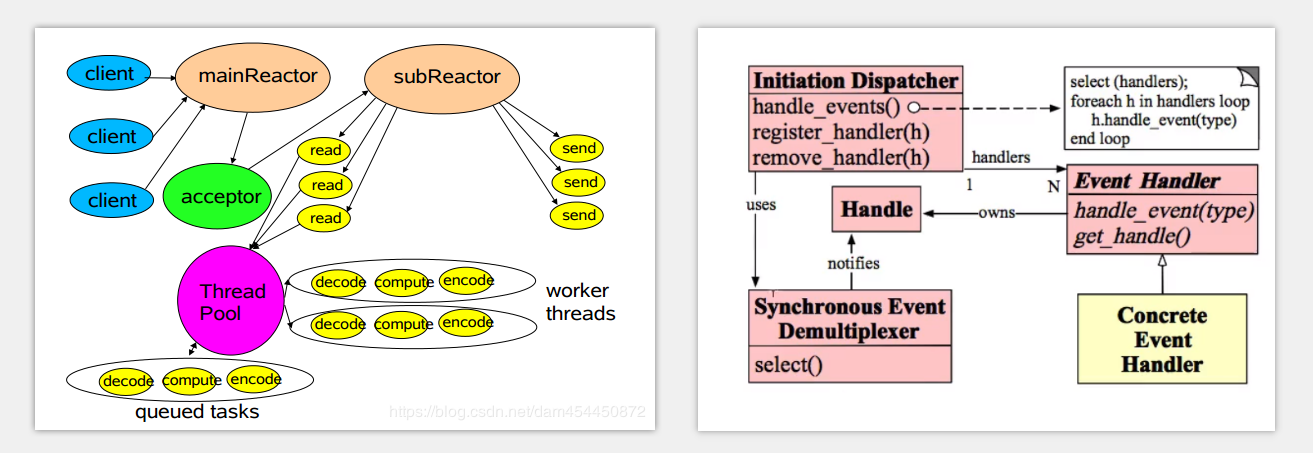 client
mainReactor
subReactor
client
client
acceptor
read
read
read
send
send
send
Thread
Pool
decode compute encode
decode compute encode
worker
threads
decode compute encode
queued tasks
https://blog.csdn.net/dam454450872
Initiation Dispatcher
handle_events()
register_handler(h)
remove_handler(h)
select (handlers);
foreach h in handlers loop
h.handle_event(type)
end loop
handlers
1
N
Event Handler
handle_event(type)
get_handle()
uses
Handle
owns
notifies
Synchronous Event
Demultiplexer
select()
Concrete
Event
Handler